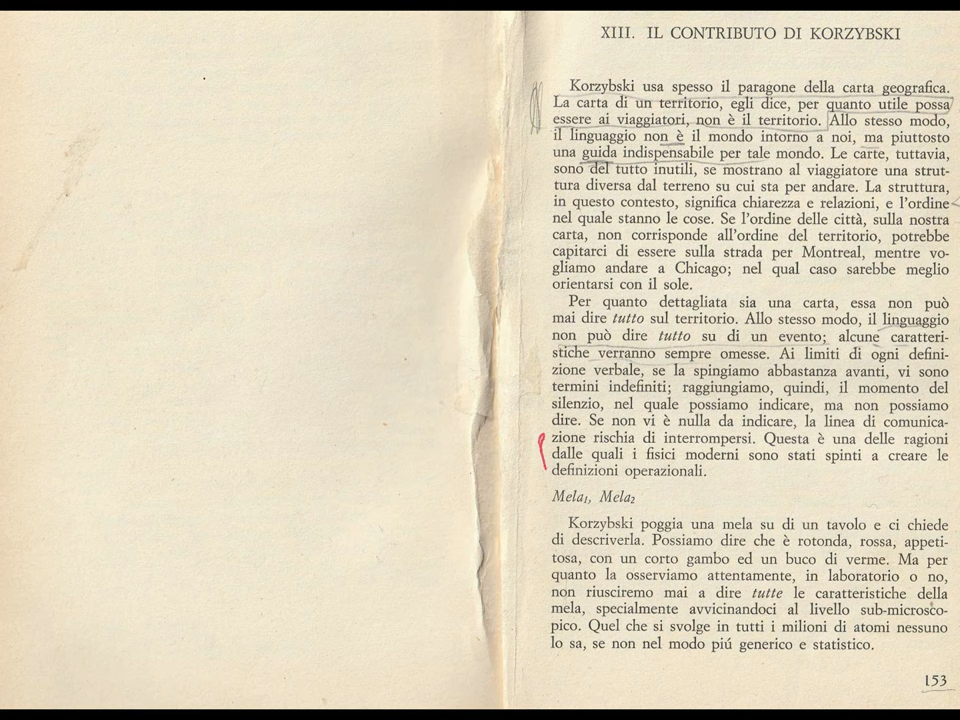 XIII. IL CONTRIBUTO DI KORZYBSKI
Korzybski usa spesso il paragone della carta geografica.
La carta di un territorio, egli dice, per quanto utile possa
essere ai viaggiatori, non è il territorio. Allo stesso modo,
il linguaggio non è il mondo intorno a noi, ma piuttosto
una guida indispensabile per tale mondo. Le carte, tuttavia,
sono del tutto inutili, se mostrano al viaggiatore una strut-
tura diversa dal terreno su cui sta per andare. La struttura,
in questo contesto, significa chiarezza e relazioni, e l'ordine
nel quale stanno le cose. Se l'ordine delle città, sulla nostra
carta, non corrisponde all'ordine del territorio, potrebbe
capitarci di essere sulla strada per Montreal, mentre vo-
gliamo andare a Chicago; nel qual caso sarebbe meglio
orientarsi con il sole.
Per quanto dettagliata sia una carta, essa non può
mai dire tutto sul territorio. Allo stesso modo, il linguaggio
non può dire tutto su di un evento; alcune caratteri-
stiche verranno sempre omesse. Ai limiti di ogni defini-
zione verbale, se la spingiamo abbastanza avanti, vi sono
termini indefiniti; raggiungiamo, quindi, il momento del
silenzio, nel quale possiamo indicare, ma non possiamo
dire. Se non vi è nulla da indicare, la linea di comunica-
zione rischia di interrompersi. Questa è una delle ragioni
dalle quali i fisici moderni sono stati spinti a creare le
definizioni operazionali.
Mela₁, Mela₂
Korzybski poggia una mela su di un tavolo e ci chiede
di descriverla. Possiamo dire che è rotonda, rossa, appeti-
tosa, con un corto gambo ed un buco di verme. Ma per
quanto la osserviamo attentamente, in laboratorio o no,
non riusciremo mai a dire tutte le caratteristiche della
mela, specialmente avvicinandoci al livello sub-microsco-
pico. Quel che si svolge in tutti i milioni di atomi nessuno
lo sa, se non nel modo piú generico e statistico.
153